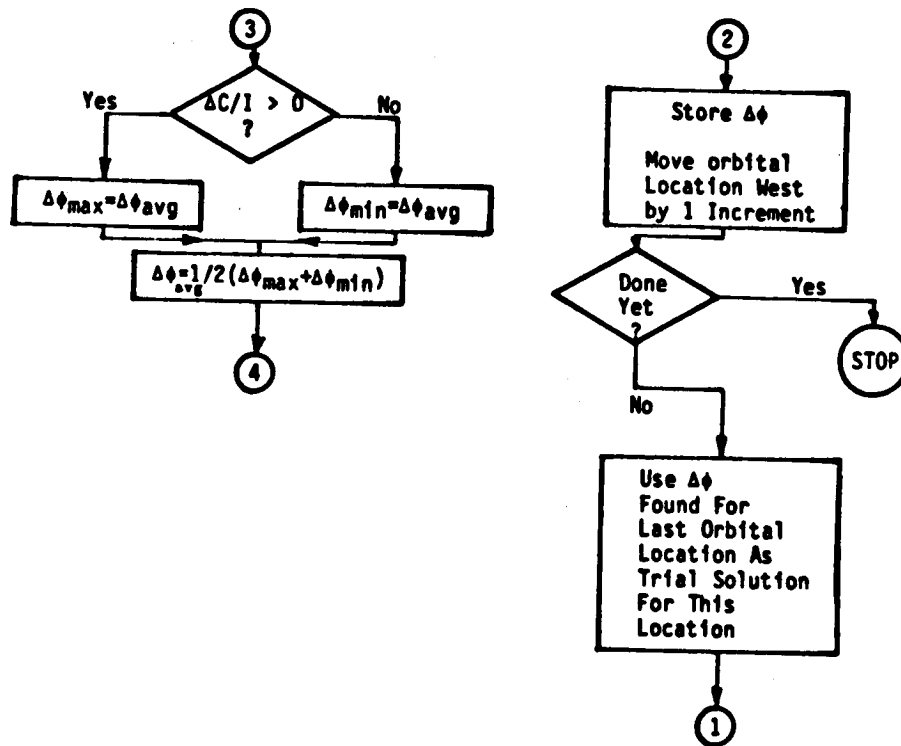 3
ΔC/I > 0
?
Yes
No
Δϕmax=Δϕavg
Δϕmin=Δϕavg
Δϕavg=1/2(Δϕmax+Δϕmin)
4
2
Store Δϕ
Move orbital
Location West
by 1 Increment
Done
Yet
?
Yes
STOP
No
Use Δϕ
Found For
Last Orbital
Location As
Trial Solution
For This
Location
1